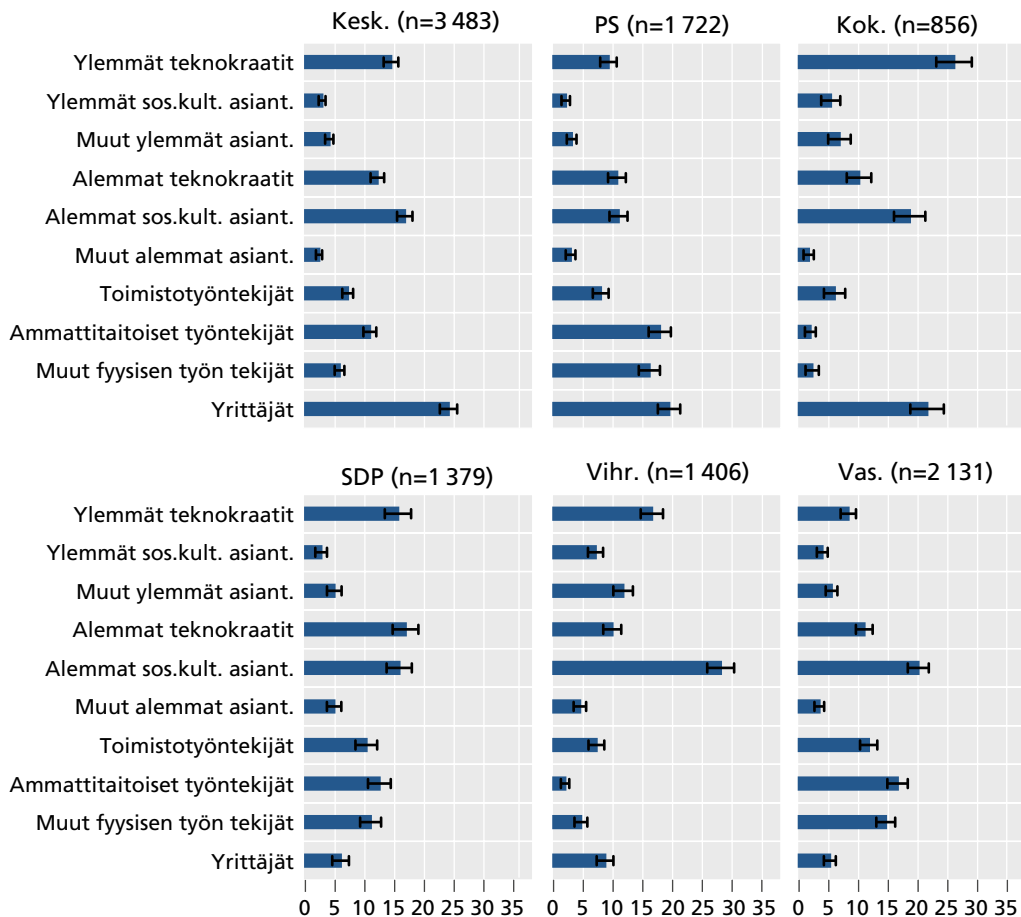 Kesk. (n=3 483) PS (n=1 722) Kok. (n=856)
Ylemmät teknokraatit
Ylemmät sos.kult. asiant.
Muut ylemmät asiant.
Alemmat teknokraatit
Alemmat sos.kult. asiant.
Muut alemmat asiant.
Toimistotyöntekijät
Ammattitaitoiset työntekijät
Muut fyysisen työn tekijät
Yrittäjät
SDP (n=1 379) Vihr. (n=1 406) Vas. (n=2 131)
Ylemmät teknokraatit
Ylemmät sos.kult. asiant.
Muut ylemmät asiant.
Alemmat teknokraatit
Alemmat sos.kult. asiant.
Muut alemmat asiant.
Toimistotyöntekijät
Ammattitaitoiset työntekijät
Muut fyysisen työn tekijät
Yrittäjät
0 5 10 15 20 25 30 35 0 5 10 15 20 25 30 35 0 5 10 15 20 25 30 35